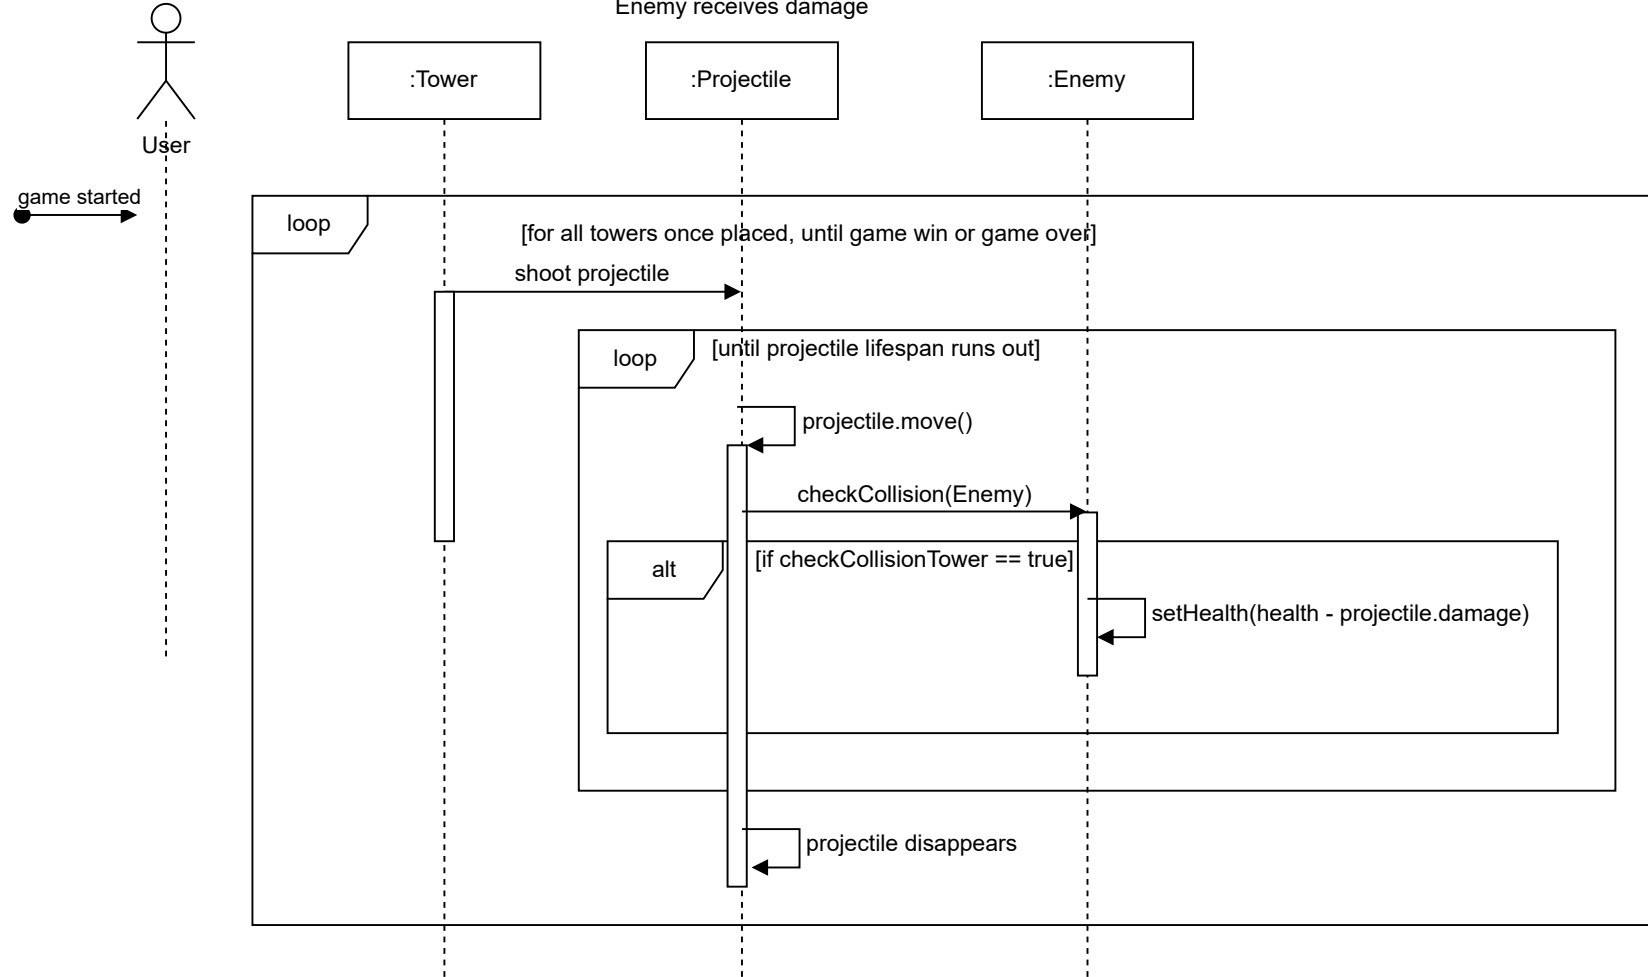 Enemy receives damage
:Tower
:Projectile
:Enemy
User
game started
loop
[for all towers once placed, until game win or game over]
shoot projectile
loop
[until projectile lifespan runs out]
projectile.move()
checkCollision(Enemy)
alt
[if checkCollisionTower == true]
setHealth(health - projectile.damage)
projectile disappears